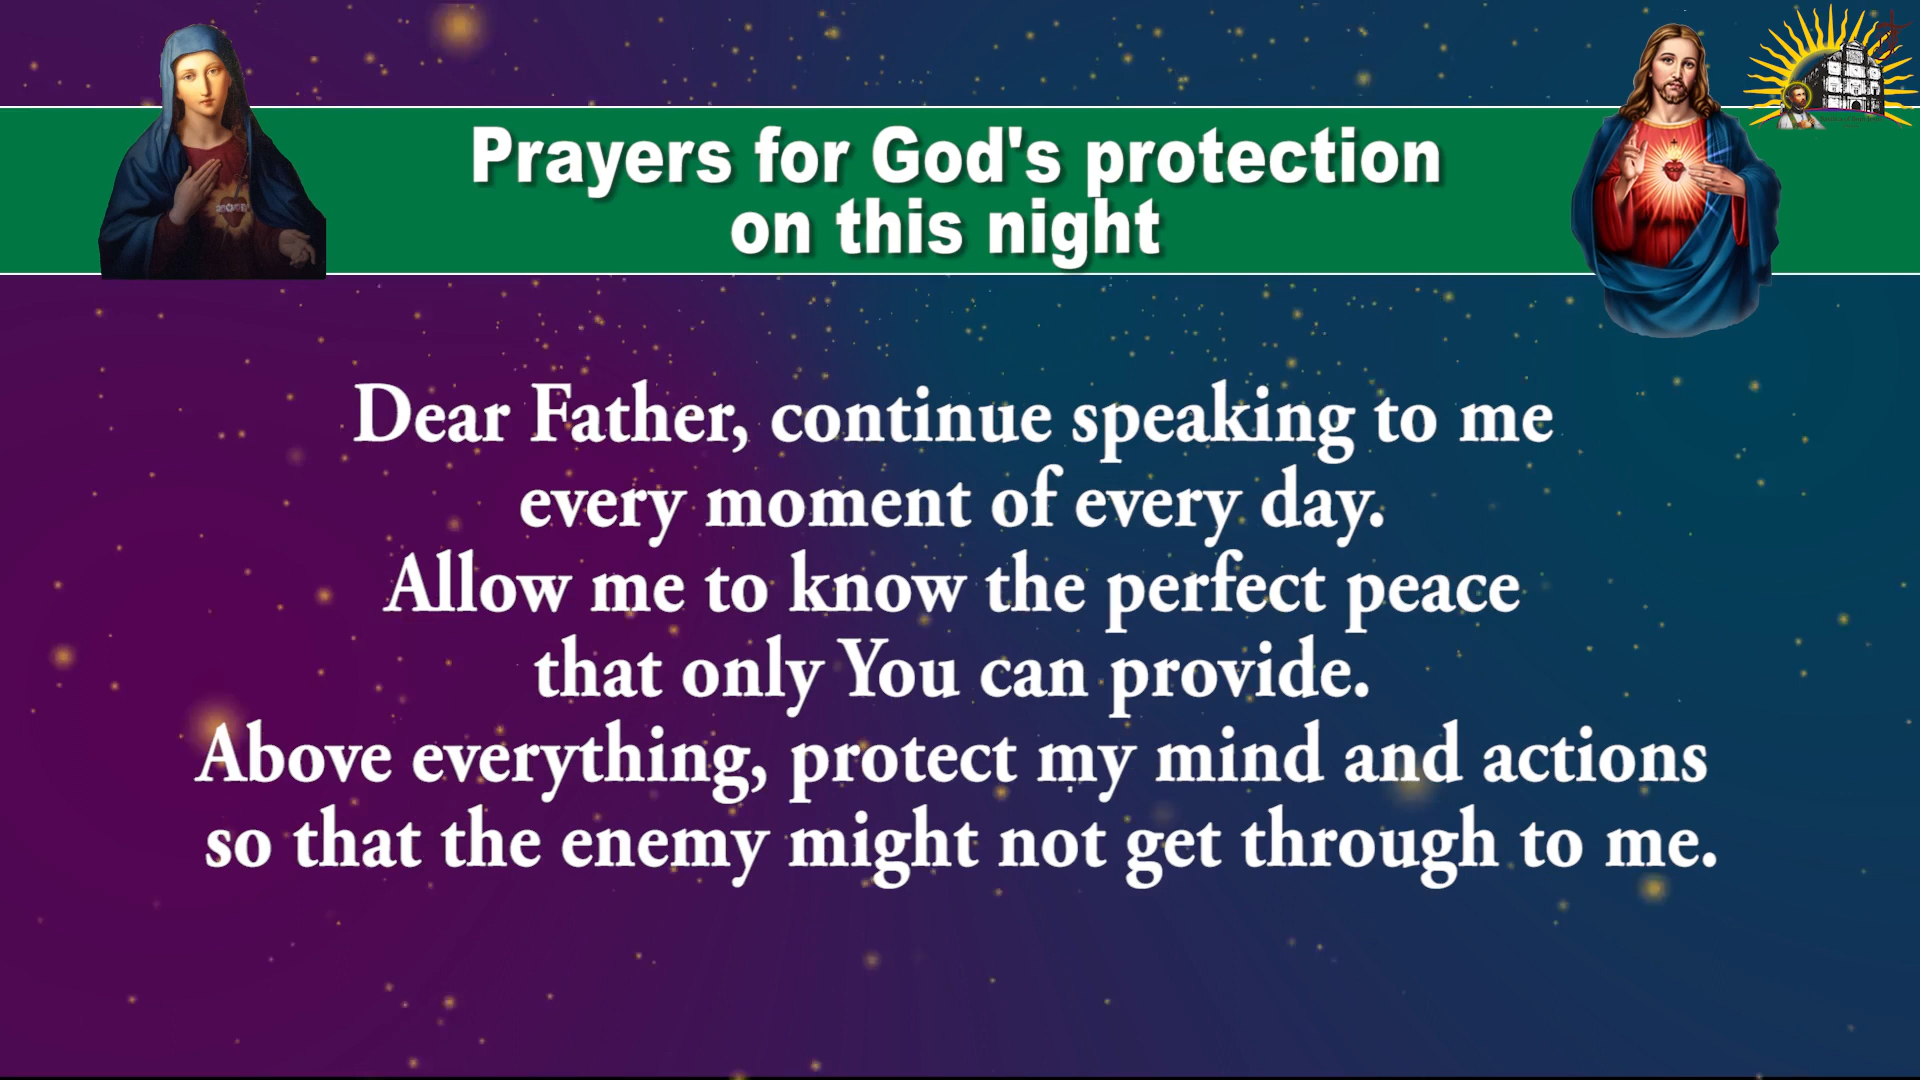 Prayers for God's protection
on this night
Dear Father, continue speaking to me
every moment of every day.
Allow me to know the perfect peace
that only You can provide.
Above everything, protect my mind and actions
so that the enemy might not get through to me.